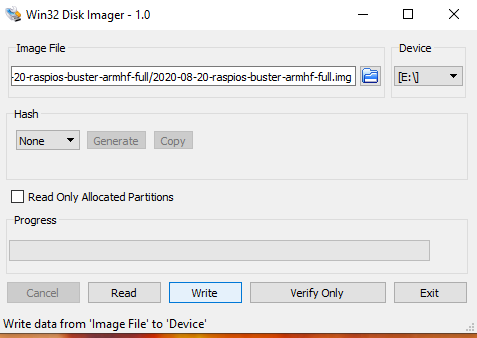 Win32 Disk Imager - 1.0
Image File
Device
-20-raspios-buster-armhf-full/2020-08-20-raspios-buster-armhf-full.img
[E:\]
Hash
None
Generate
Copy
Read Only Allocated Partitions
Progress
Cancel
Read
Write
Verify Only
Exit
Write data from 'Image File' to 'Device'